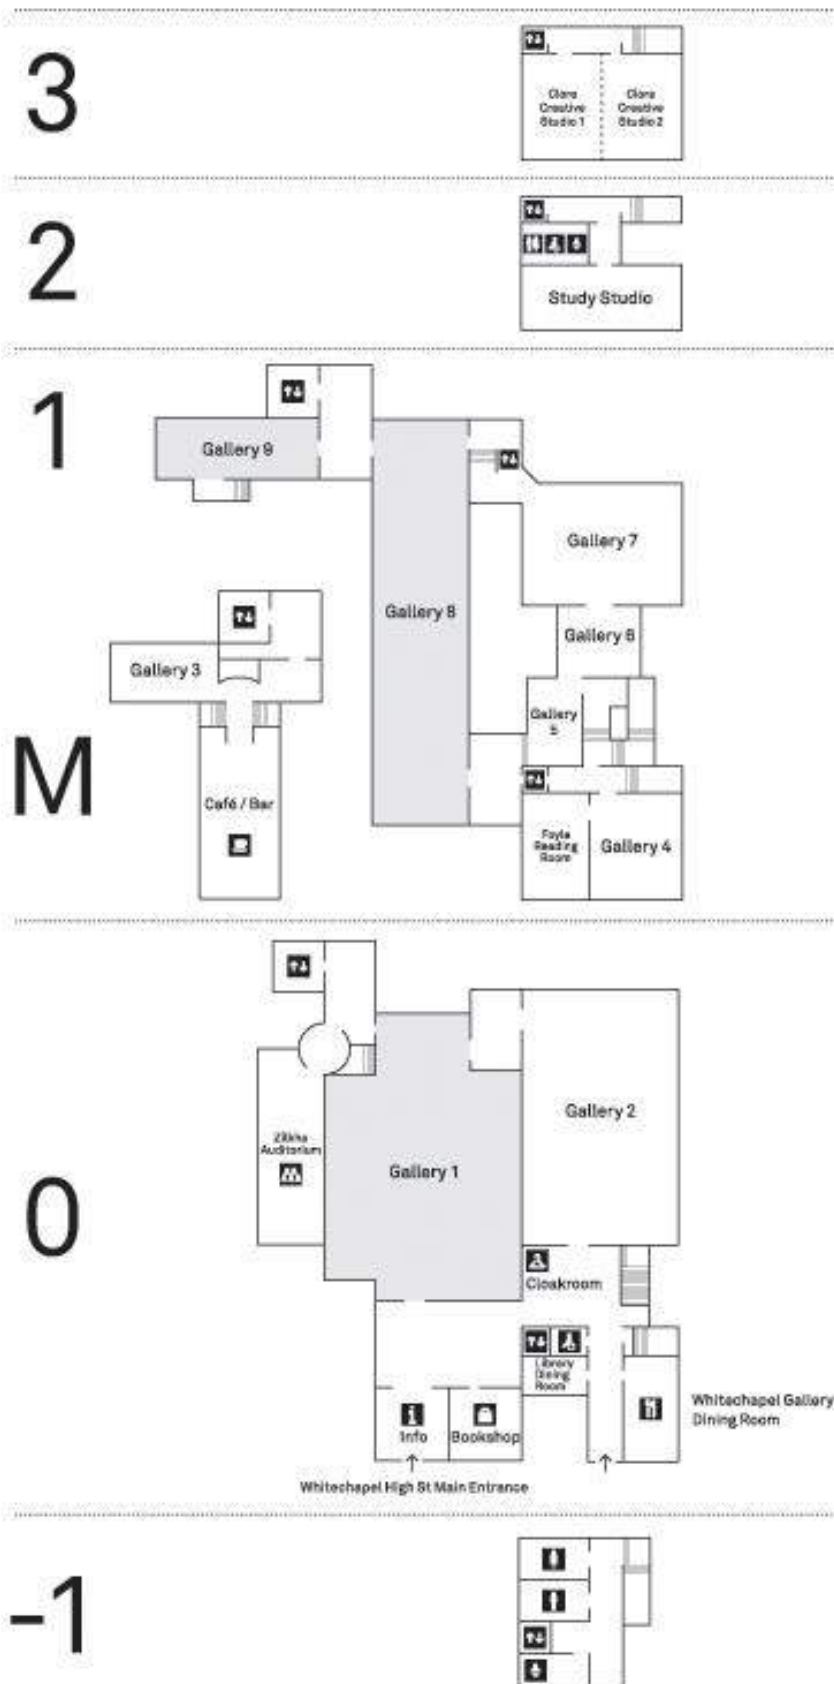 3
Clore
Creative
Studio 1
Clore
Creative
Studio 2
2
Study Studio
1
Gallery 9
Gallery 8
Gallery 7
Gallery 6
Gallery
5
Gallery 3
M
Café / Bar
Foyle
Reading
Room
Gallery 4
0
Gallery 2
Zilkha
Auditorium
Gallery 1
Cloakroom
Library
Dining
Room
Info
Bookshop
Whitechapel Gallery
Dining Room
Whitechapel High St Main Entrance
-1